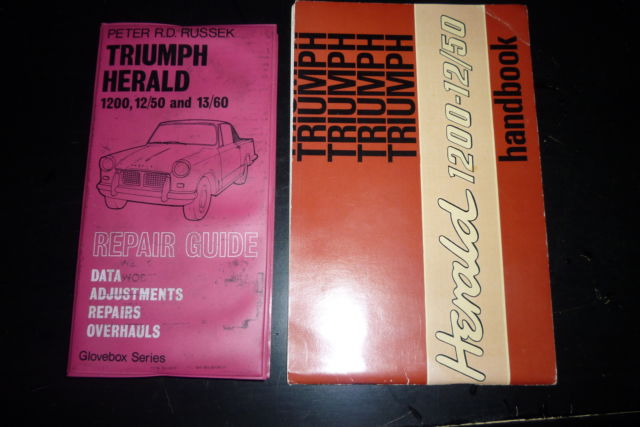 PETER R.D. RUSSEK
TRIUMPH
HERALD
1200, 12/50 and 13/60
REPAIR GUIDE
DATA
ADJUSTMENTS
REPAIRS
OVERHAULS
Glovebox Series
TRIUMPH
TRIUMPH
TRIUMPH
TRIUMPH
Herald 1200-12/50
handbook